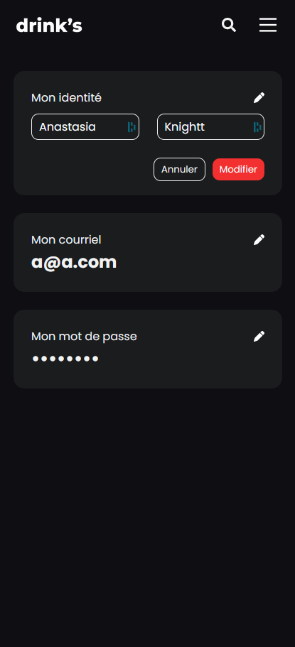 drink’s
Mon identité
Anastasia Knightt
Annuler Modifier
Mon courriel
a@a.com
Mon mot de passe
●●●●●●●●